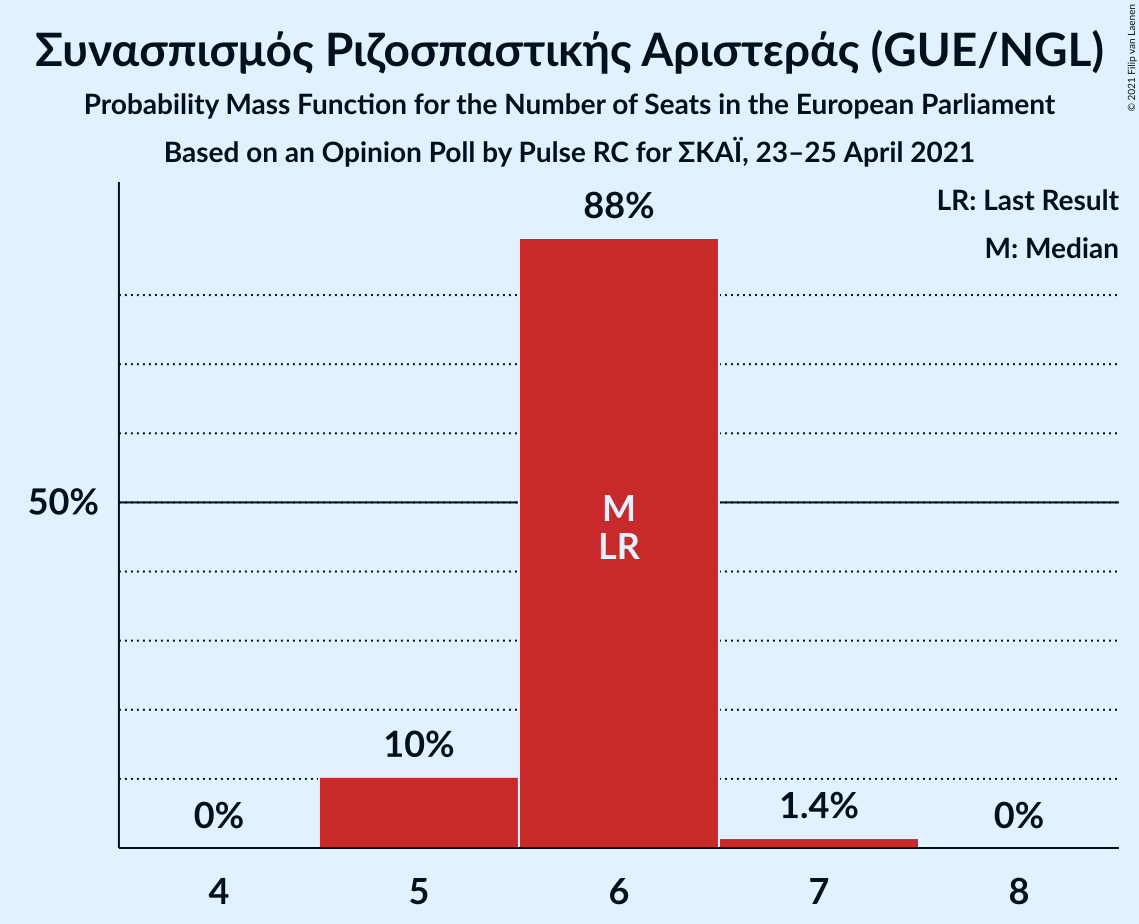 Συνασπισμός Ριζοσπαστικής Αριστεράς (GUE/NGL)
Probability Mass Function for the Number of Seats in the European Parliament
Based on an Opinion Poll by Pulse RC for ΣΚΑΪ, 23–25 April 2021
© 2021 Filip van Laenen
LR: Last Result
M: Median
88%
50%
M
LR
10%
0%
1.4%
0%
4 5 6 7 8